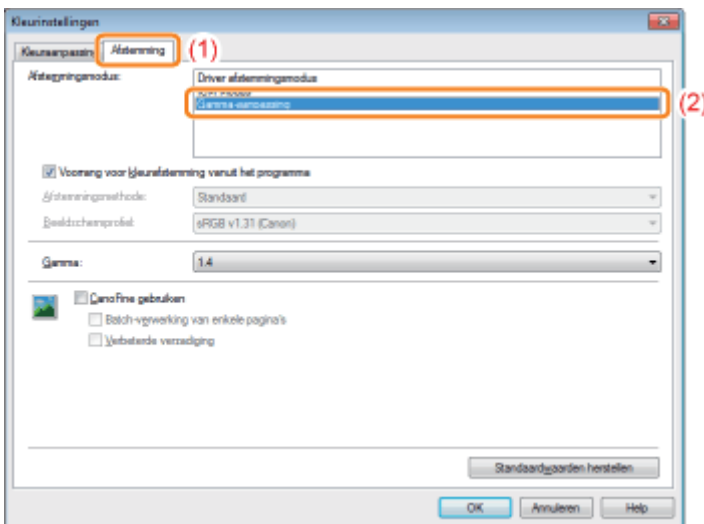 Kleurinstellingen
Kleuraanpassing Afstemming (1)
Afstemmingsmodus: Driver afstemmingsmodus
Gamma-aanpassing (2)
Voorrang voor kleurafstemming vanuit het programma
Afstemmingsmethode: Standaard
Beeldschermprofiel: sRGB v1.31 (Canon)
Gamma: 1.4
CanoFine gebruiken
Batch-verwerking van enkele pagina's
Verbeterde verzadiging
Standaardwaarden herstellen
OK Annuleren Help